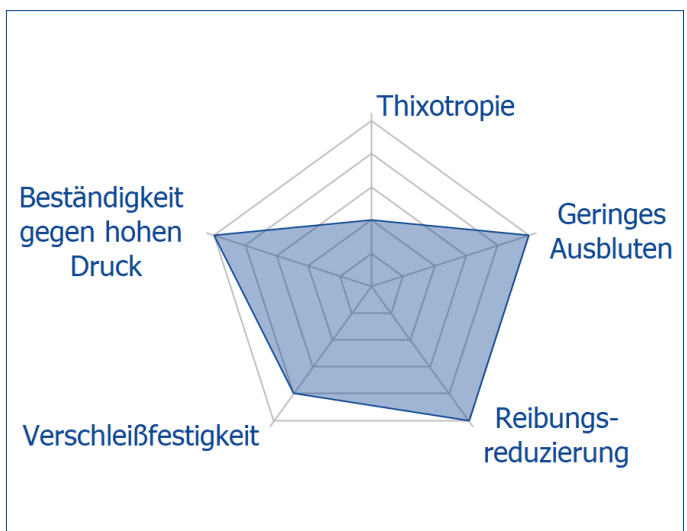 Thixotropie
Beständigkeit
gegen hohen
Druck
Geringes
Ausbluten
Verschleißfestigkeit
Reibungs-
reduzierung